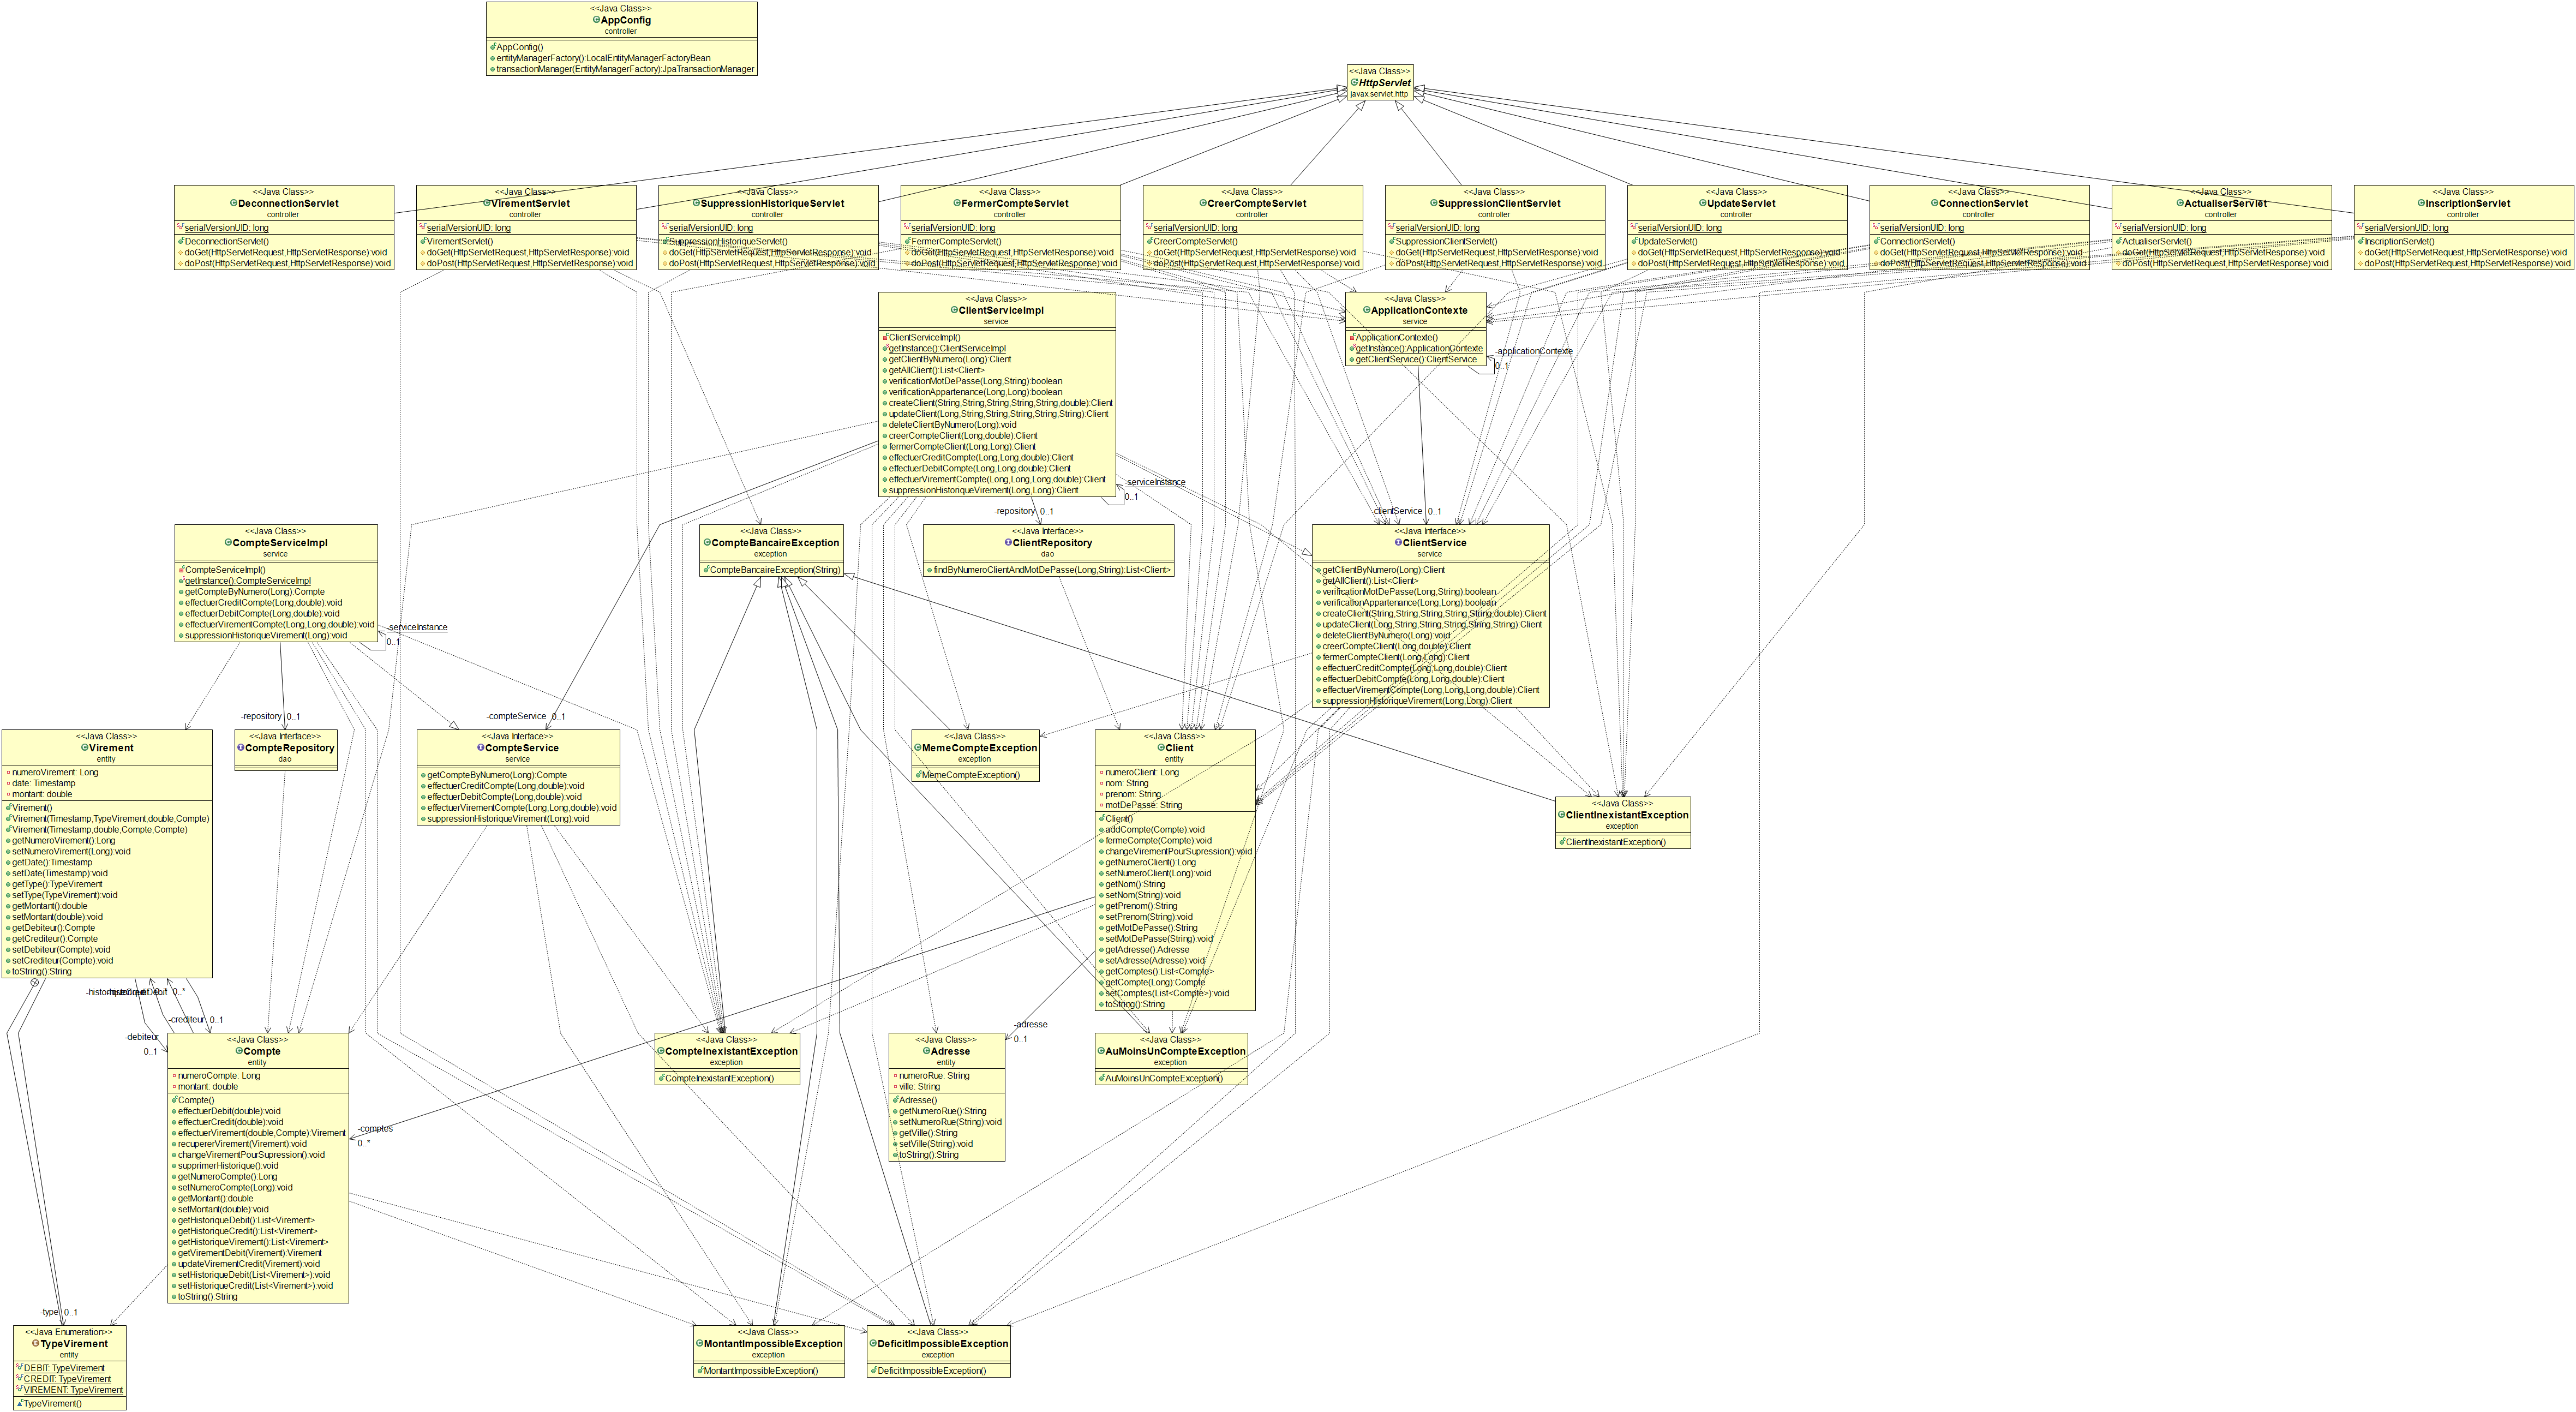 <<Java Class>>
AppConfig
controller
AppConfig()
entityManagerFactory():LocalEntityManagerFactoryBean
transactionManager(EntityManagerFactory):JpaTransactionManager
<<Java Class>>
HttpServlet
javax.servlet.http
<<Java Class>>
DeconnectionServlet
controller
serialVersionUID: long
DeconnectionServlet()
doGet(HttpServletRequest,HttpServletResponse):void
doPost(HttpServletRequest,HttpServletResponse):void
<<Java Class>>
VirementServlet
controller
serialVersionUID: long
VirementServlet()
doGet(HttpServletRequest,HttpServletResponse):void
doPost(HttpServletRequest,HttpServletResponse):void
<<Java Class>>
SuppressionHistoriqueServlet
controller
serialVersionUID: long
SuppressionHistoriqueServlet()
doGet(HttpServletRequest,HttpServletResponse):void
doPost(HttpServletRequest,HttpServletResponse):void
<<Java Class>>
FermerCompteServlet
controller
serialVersionUID: long
FermerCompteServlet()
doGet(HttpServletRequest,HttpServletResponse):void
doPost(HttpServletRequest,HttpServletResponse):void
<<Java Class>>
CreerCompteServlet
controller
serialVersionUID: long
CreerCompteServlet()
doGet(HttpServletRequest,HttpServletResponse):void
doPost(HttpServletRequest,HttpServletResponse):void
<<Java Class>>
SuppressionClientServlet
controller
serialVersionUID: long
SuppressionClientServlet()
doGet(HttpServletRequest,HttpServletResponse):void
doPost(HttpServletRequest,HttpServletResponse):void
<<Java Class>>
UpdateServlet
controller
serialVersionUID: long
UpdateServlet()
doGet(HttpServletRequest,HttpServletResponse):void
doPost(HttpServletRequest,HttpServletResponse):void
<<Java Class>>
ConnectionServlet
controller
serialVersionUID: long
ConnectionServlet()
doGet(HttpServletRequest,HttpServletResponse):void
doPost(HttpServletRequest,HttpServletResponse):void
<<Java Class>>
ActualiserServlet
controller
serialVersionUID: long
ActualiserServlet()
doGet(HttpServletRequest,HttpServletResponse):void
doPost(HttpServletRequest,HttpServletResponse):void
<<Java Class>>
InscriptionServlet
controller
serialVersionUID: long
InscriptionServlet()
doGet(HttpServletRequest,HttpServletResponse):void
doPost(HttpServletRequest,HttpServletResponse):void
<<Java Class>>
ClientServiceImpl
service
ClientServiceImpl()
getInstance():ClientServiceImpl
getClientByNumero(Long):Client
getAllClient():List<Client>
verificationMotDePasse(Long,String):boolean
verificationAppartenance(Long,Long):boolean
createClient(String,String,String,String,String,double):Client
updateClient(Long,String,String,String,String,String):Client
deleteClientByNumero(Long):void
creerCompteClient(Long,double):Client
fermerCompteClient(Long,Long):Client
effectuerCreditCompte(Long,Long,double):Client
effectuerDebitCompte(Long,Long,double):Client
effectuerVirementCompte(Long,Long,Long,double):Client
suppressionHistoriqueVirement(Long,Long):Client
-serviceInstance
0..1
<<Java Class>>
ApplicationContexte
service
ApplicationContexte()
getInstance():ApplicationContexte
getClientService():ClientService
-applicationContexte
0..1
-repository 0..1
-clientService 0..1
<<Java Class>>
CompteServiceImpl
service
CompteServiceImpl()
getInstance():CompteServiceImpl
getCompteByNumero(Long):Compte
effectuerCreditCompte(Long,double):void
effectuerDebitCompte(Long,double):void
effectuerVirementCompte(Long,Long,double):void
suppressionHistoriqueVirement(Long):void
-serviceInstance
0..1
<<Java Class>>
CompteBancaireException
exception
CompteBancaireException(String)
<<Java Interface>>
ClientRepository
dao
findByNumeroClientAndMotDePasse(Long,String):List<Client>
<<Java Interface>>
ClientService
service
getClientByNumero(Long):Client
getAllClient():List<Client>
verificationMotDePasse(Long,String):boolean
verificationAppartenance(Long,Long):boolean
createClient(String,String,String,String,String,double):Client
updateClient(Long,String,String,String,String,String):Client
deleteClientByNumero(Long):void
creerCompteClient(Long,double):Client
fermerCompteClient(Long,Long):Client
effectuerCreditCompte(Long,Long,double):Client
effectuerDebitCompte(Long,Long,double):Client
effectuerVirementCompte(Long,Long,Long,double):Client
suppressionHistoriqueVirement(Long,Long):Client
-repository 0..1
-compteService 0..1
<<Java Class>>
Virement
entity
numeroVirement: Long
date: Timestamp
montant: double
Virement()
Virement(Timestamp,TypeVirement,double,Compte)
Virement(Timestamp,double,Compte,Compte)
getNumeroVirement():Long
setNumeroVirement(Long):void
getDate():Timestamp
setDate(Timestamp):void
getType():TypeVirement
setType(TypeVirement):void
getMontant():double
setMontant(double):void
getDebiteur():Compte
getCrediteur():Compte
setDebiteur(Compte):void
setCrediteur(Compte):void
toString():String
<<Java Interface>>
CompteRepository
dao
<<Java Interface>>
CompteService
service
getCompteByNumero(Long):Compte
effectuerCreditCompte(Long,double):void
effectuerDebitCompte(Long,double):void
effectuerVirementCompte(Long,Long,double):void
suppressionHistoriqueVirement(Long):void
<<Java Class>>
MemeCompteException
exception
MemeCompteException()
<<Java Class>>
Client
entity
numeroClient: Long
nom: String
prenom: String
motDePasse: String
Client()
addCompte(Compte):void
fermeCompte(Compte):void
changeVirementPourSupression():void
getNumeroClient():Long
setNumeroClient(Long):void
getNom():String
setNom(String):void
getPrenom():String
setPrenom(String):void
getMotDePasse():String
setMotDePasse(String):void
getAdresse():Adresse
setAdresse(Adresse):void
getComptes():List<Compte>
getCompte(Long):Compte
setComptes(List<Compte>):void
toString():String
<<Java Class>>
ClientInexistantException
exception
ClientInexistantException()
0..*
-crediteur 0..1
-debiteur
0..1
-adresse
0..1
<<Java Class>>
Compte
entity
numeroCompte: Long
montant: double
Compte()
effectuerDebit(double):void
effectuerCredit(double):void
effectuerVirement(double,Compte):Virement
recupererVirement(Virement):void
changeVirementPourSupression():void
supprimerHistorique():void
getNumeroCompte():Long
setNumeroCompte(Long):void
getMontant():double
setMontant(double):void
getHistoriqueDebit():List<Virement>
getHistoriqueCredit():List<Virement>
getHistoriqueVirement():List<Virement>
getVirementDebit(Virement):Virement
updateVirementCredit(Virement):void
setHistoriqueDebit(List<Virement>):void
setHistoriqueCredit(List<Virement>):void
toString():String
-comptes
0..*
<<Java Class>>
CompteInexistantException
exception
CompteInexistantException()
<<Java Class>>
Adresse
entity
numeroRue: String
ville: String
Adresse()
getNumeroRue():String
setNumeroRue(String):void
getVille():String
setVille(String):void
toString():String
<<Java Class>>
AuMoinsUnCompteException
exception
AuMoinsUnCompteException()
-type 0..1
<<Java Enumeration>>
TypeVirement
entity
DEBIT: TypeVirement
CREDIT: TypeVirement
VIREMENT: TypeVirement
TypeVirement()
<<Java Class>>
MontantImpossibleException
exception
MontantImpossibleException()
<<Java Class>>
DeficitImpossibleException
exception
DeficitImpossibleException()